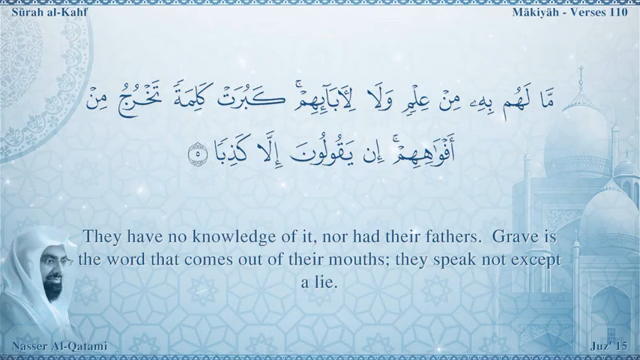 Sūrah al-Kahf
Mākiyāh - Verses 110
مَّا لَهُم بِهِۦ مِنْ عِلْمٍ وَلَا لِـَٔابَآئِهِمْ ۚ كَبُرَتْ كَلِمَةً تَخْرُجُ مِنْ
أَفْوَٰهِهِمْ ۚ إِن يَقُولُونَ إِلَّا كَذِبًا ٥
They have no knowledge of it, nor had their fathers. Grave is
the word that comes out of their mouths; they speak not except
a lie.
Nasser Al-Qatami
Juz' 15